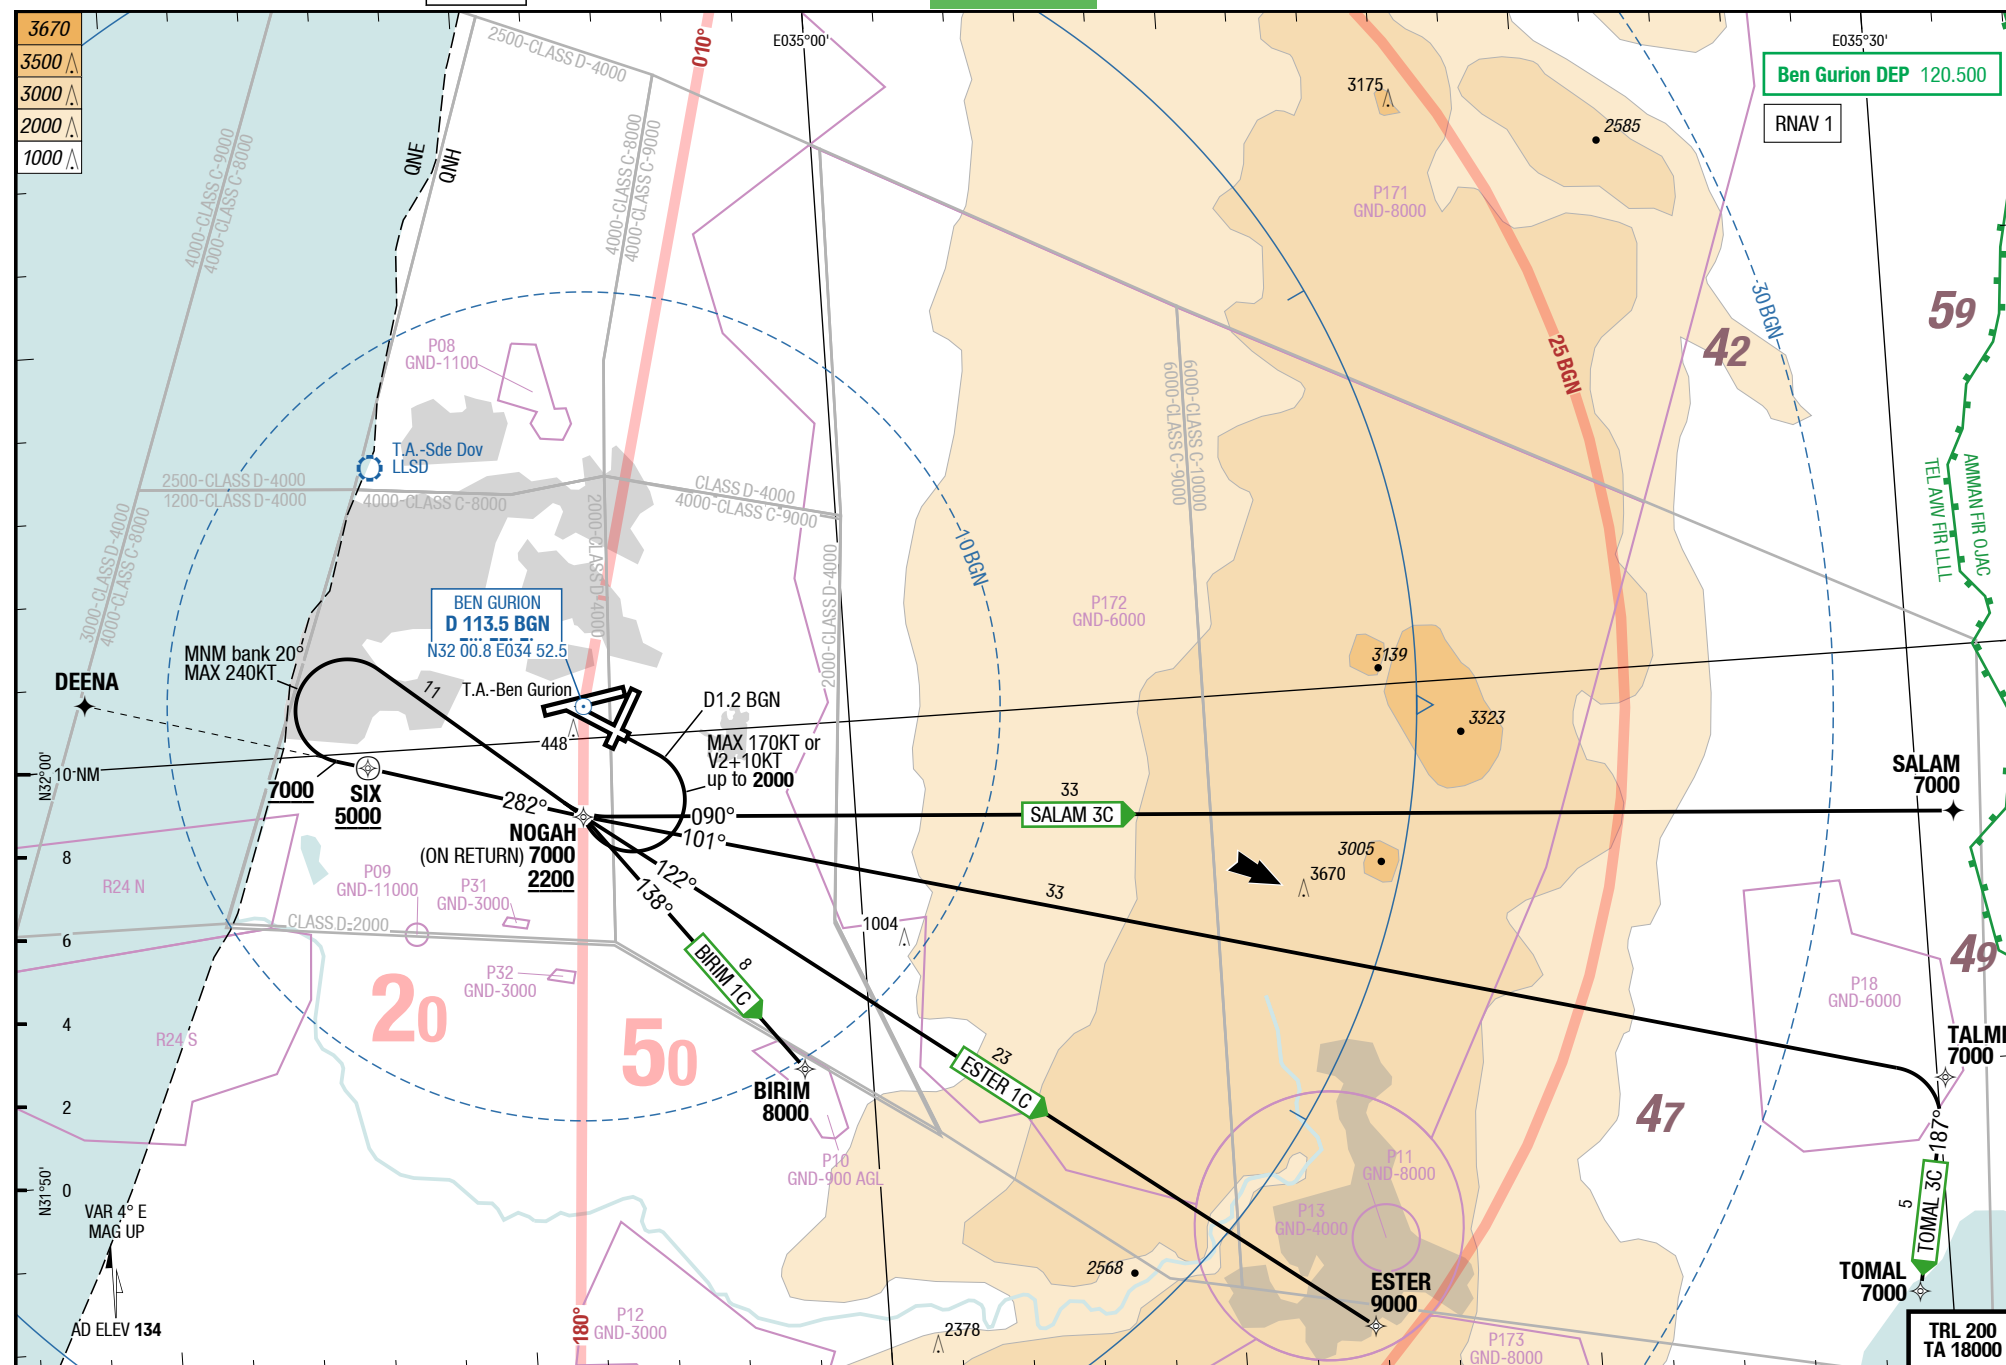 3670
3500
3000
2000
1000
2500-CLASS D-4000
010°
E035°00'
E035°30'
Ben Gurion DEP 120.500
RNAV 1
3175
2585
QNE
QNH
4000-CLASS C-9000
4000-CLASS C-8000
4000-CLASS C-8000
4000-CLASS C-9000
P171
GND-8000
30 BGN
59
42
25 BGN
P08
GND-1100
6000-CLASS C-10000
6000-CLASS C-9000
T.A.-Sde Dov
LLSD
2500-CLASS D-4000
1200-CLASS D-4000
4000-CLASS C-8000
CLASS D-4000
4000-CLASS C-9000
2000-CLASS D-4000
AMMAN FIR OJAC
TEL AVIV FIR LLLL
3000-CLASS D-4000
4000-CLASS C-8000
10 BGN
2000-CLASS D-4000
BEN GURION
D 113.5 BGN
N32 00.8 E034 52.5
P172
GND-6000
MNM bank 20°
MAX 240KT
DEENA
11
T.A.-Ben Gurion
448
D1.2 BGN
MAX 170KT or
V2+10KT
up to 2000
3139
3323
N32°00'
10 NM
7000
SIX
5000
282°
NOGAH
(ON RETURN) 7000
2200
090°
101°
122°
138°
33
SALAM 3C
SALAM
7000
3005
3670
33
8
R24 N
P09
GND-11000
P31
GND-3000
CLASS D-2000
6
1004
P32
GND-3000
BIRIM 1C
8
20
50
49
P18
GND-6000
4
R24 S
23
ESTER 1C
TALMI
7000
BIRIM
8000
2
47
187°
P10
GND-900 AGL
P11
GND-8000
N31°50'
0
P13
GND-4000
VAR 4° E
MAG UP
TOMAL 3C
5
2568
ESTER
9000
TOMAL
7000
AD ELEV 134
180°
P12
GND-3000
2378
P173
GND-8000
TRL 200
TA 18000